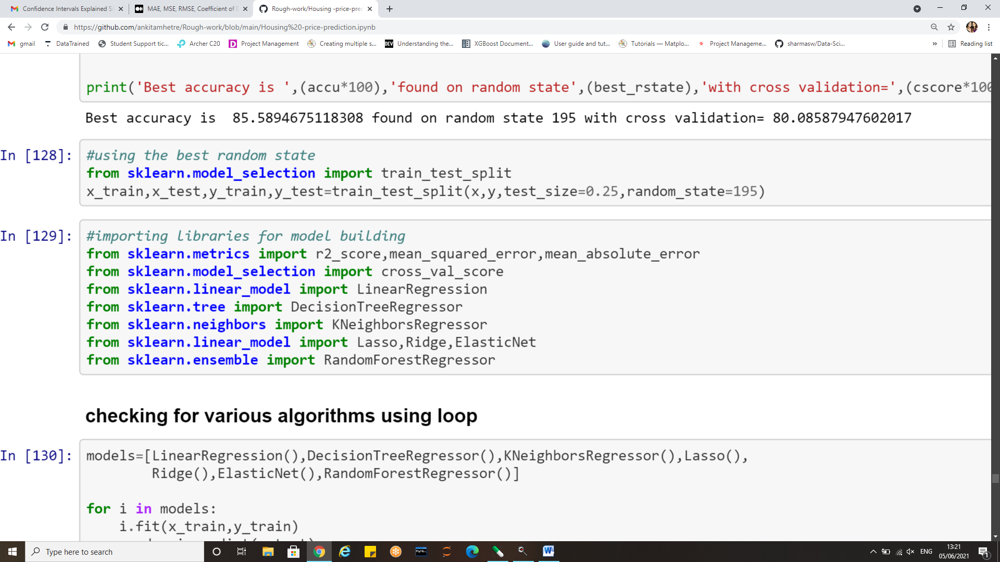 Confidence Intervals Explained Si
MAE, MSE, RMSE, Coefficient of D
Rough-work/Housing -price-pred
https://github.com/ankitamhetre/Rough-work/blob/main/Housing%20-price-prediction.ipynb
gmail DataTrained Student Support tic... Archer C20 Project Management Creating multiple s... DEV Understanding the... XGBoost Document... User guide and tut... Tutorials — Matplo... Project Manageme... sharmasw/Data-Sci... » Reading list
print('Best accuracy is ',(accu*100),'found on random state',(best_rstate),'with cross validation=',(cscore*100
Best accuracy is  85.5894675118308 found on random state 195 with cross validation= 80.08587947602017
In [128]: #using the best random state
from sklearn.model_selection import train_test_split
x_train,x_test,y_train,y_test=train_test_split(x,y,test_size=0.25,random_state=195)
In [129]: #importing libraries for model building
from sklearn.metrics import r2_score,mean_squared_error,mean_absolute_error
from sklearn.model_selection import cross_val_score
from sklearn.linear_model import LinearRegression
from sklearn.tree import DecisionTreeRegressor
from sklearn.neighbors import KNeighborsRegressor
from sklearn.linear_model import Lasso,Ridge,ElasticNet
from sklearn.ensemble import RandomForestRegressor
checking for various algorithms using loop
In [130]: models=[LinearRegression(),DecisionTreeRegressor(),KNeighborsRegressor(),Lasso(),
Ridge(),ElasticNet(),RandomForestRegressor()]
for i in models:
i.fit(x_train,y_train)
Type here to search
MySQL
ENG
13:21
05/06/2021
1